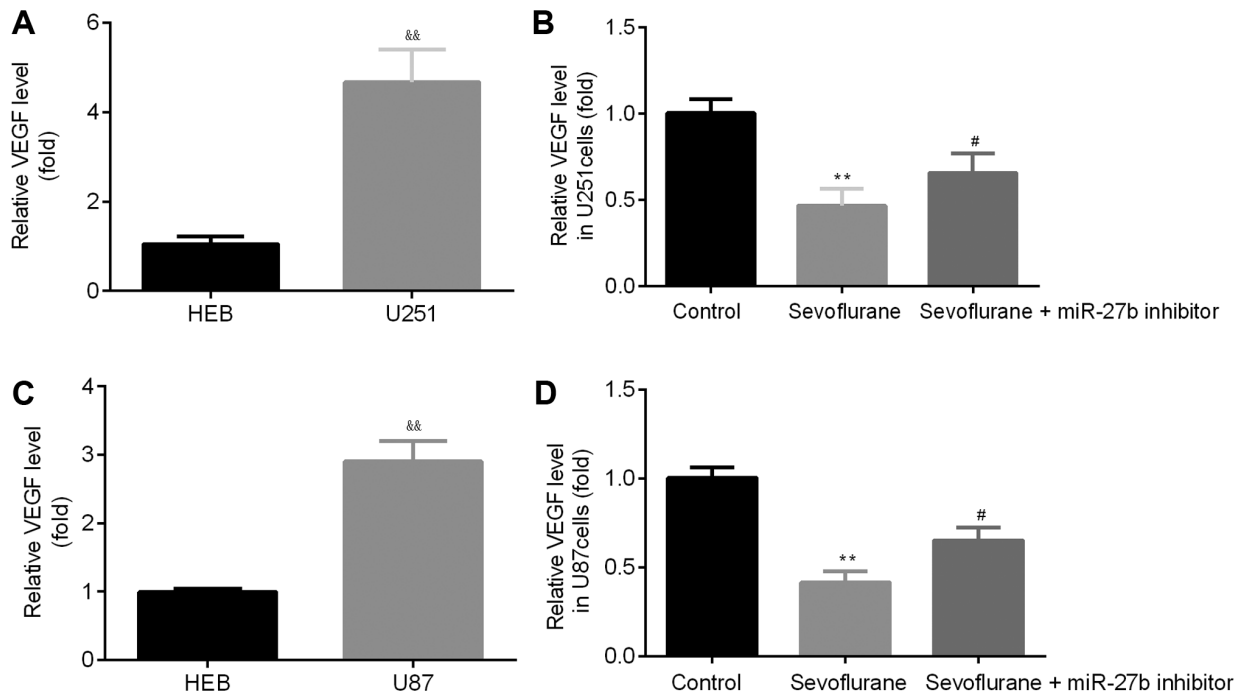 A
Relative VEGF level
(fold)
6
4
2
0
&&
HEB
U251
B
Relative VEGF level
in U251cells (fold)
1.5
1.0
0.5
0.0
**
#
Control
Sevoflurane
Sevoflurane + miR-27b inhibitor
C
Relative VEGF level
(fold)
4
3
2
1
0
&&
HEB
U87
D
Relative VEGF level
in U87cells (fold)
1.5
1.0
0.5
0.0
**
#
Control
Sevoflurane
Sevoflurane + miR-27b inhibitor